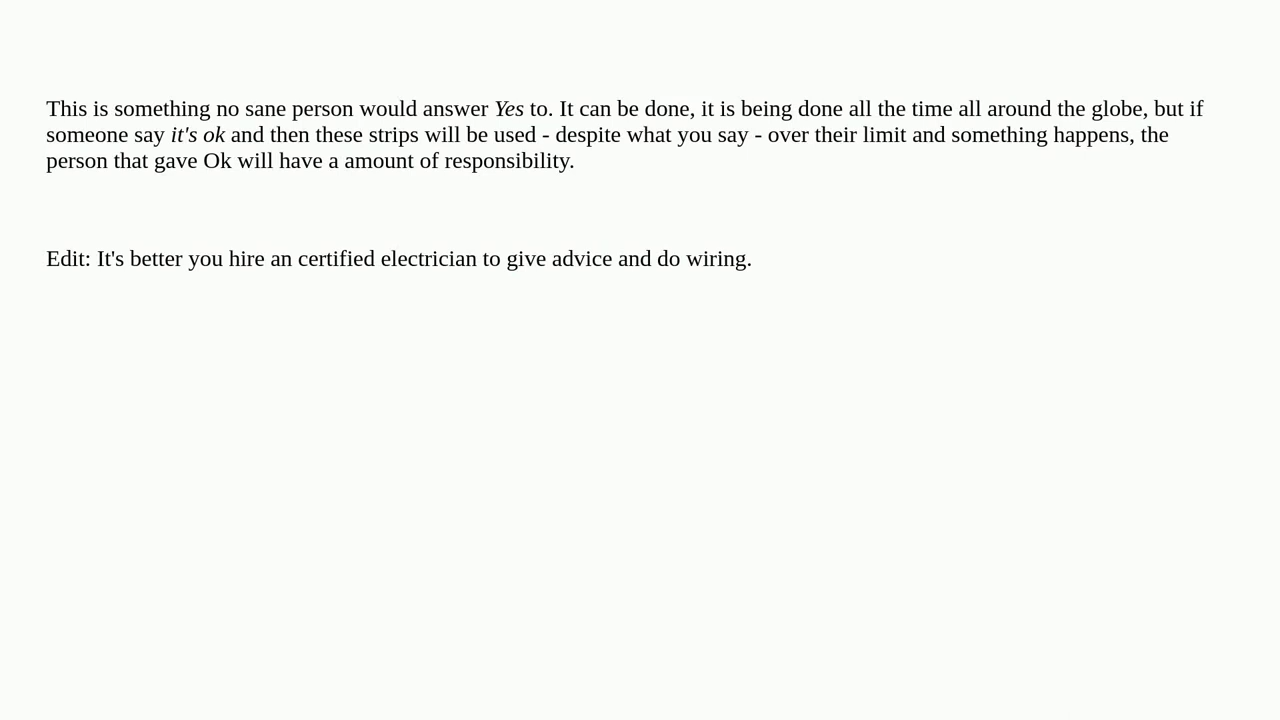 This is something no sane person would answer Yes to. It can be done, it is being done all the time all around the globe, but if
someone say it's ok and then these strips will be used - despite what you say - over their limit and something happens, the
person that gave Ok will have a amount of responsibility.
Edit: It's better you hire an certified electrician to give advice and do wiring.